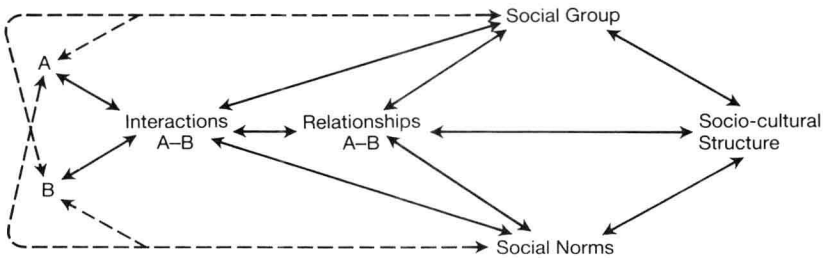 Social Group
A
Interactions
A–B
Relationships
A–B
Socio-cultural
Structure
B
Social Norms